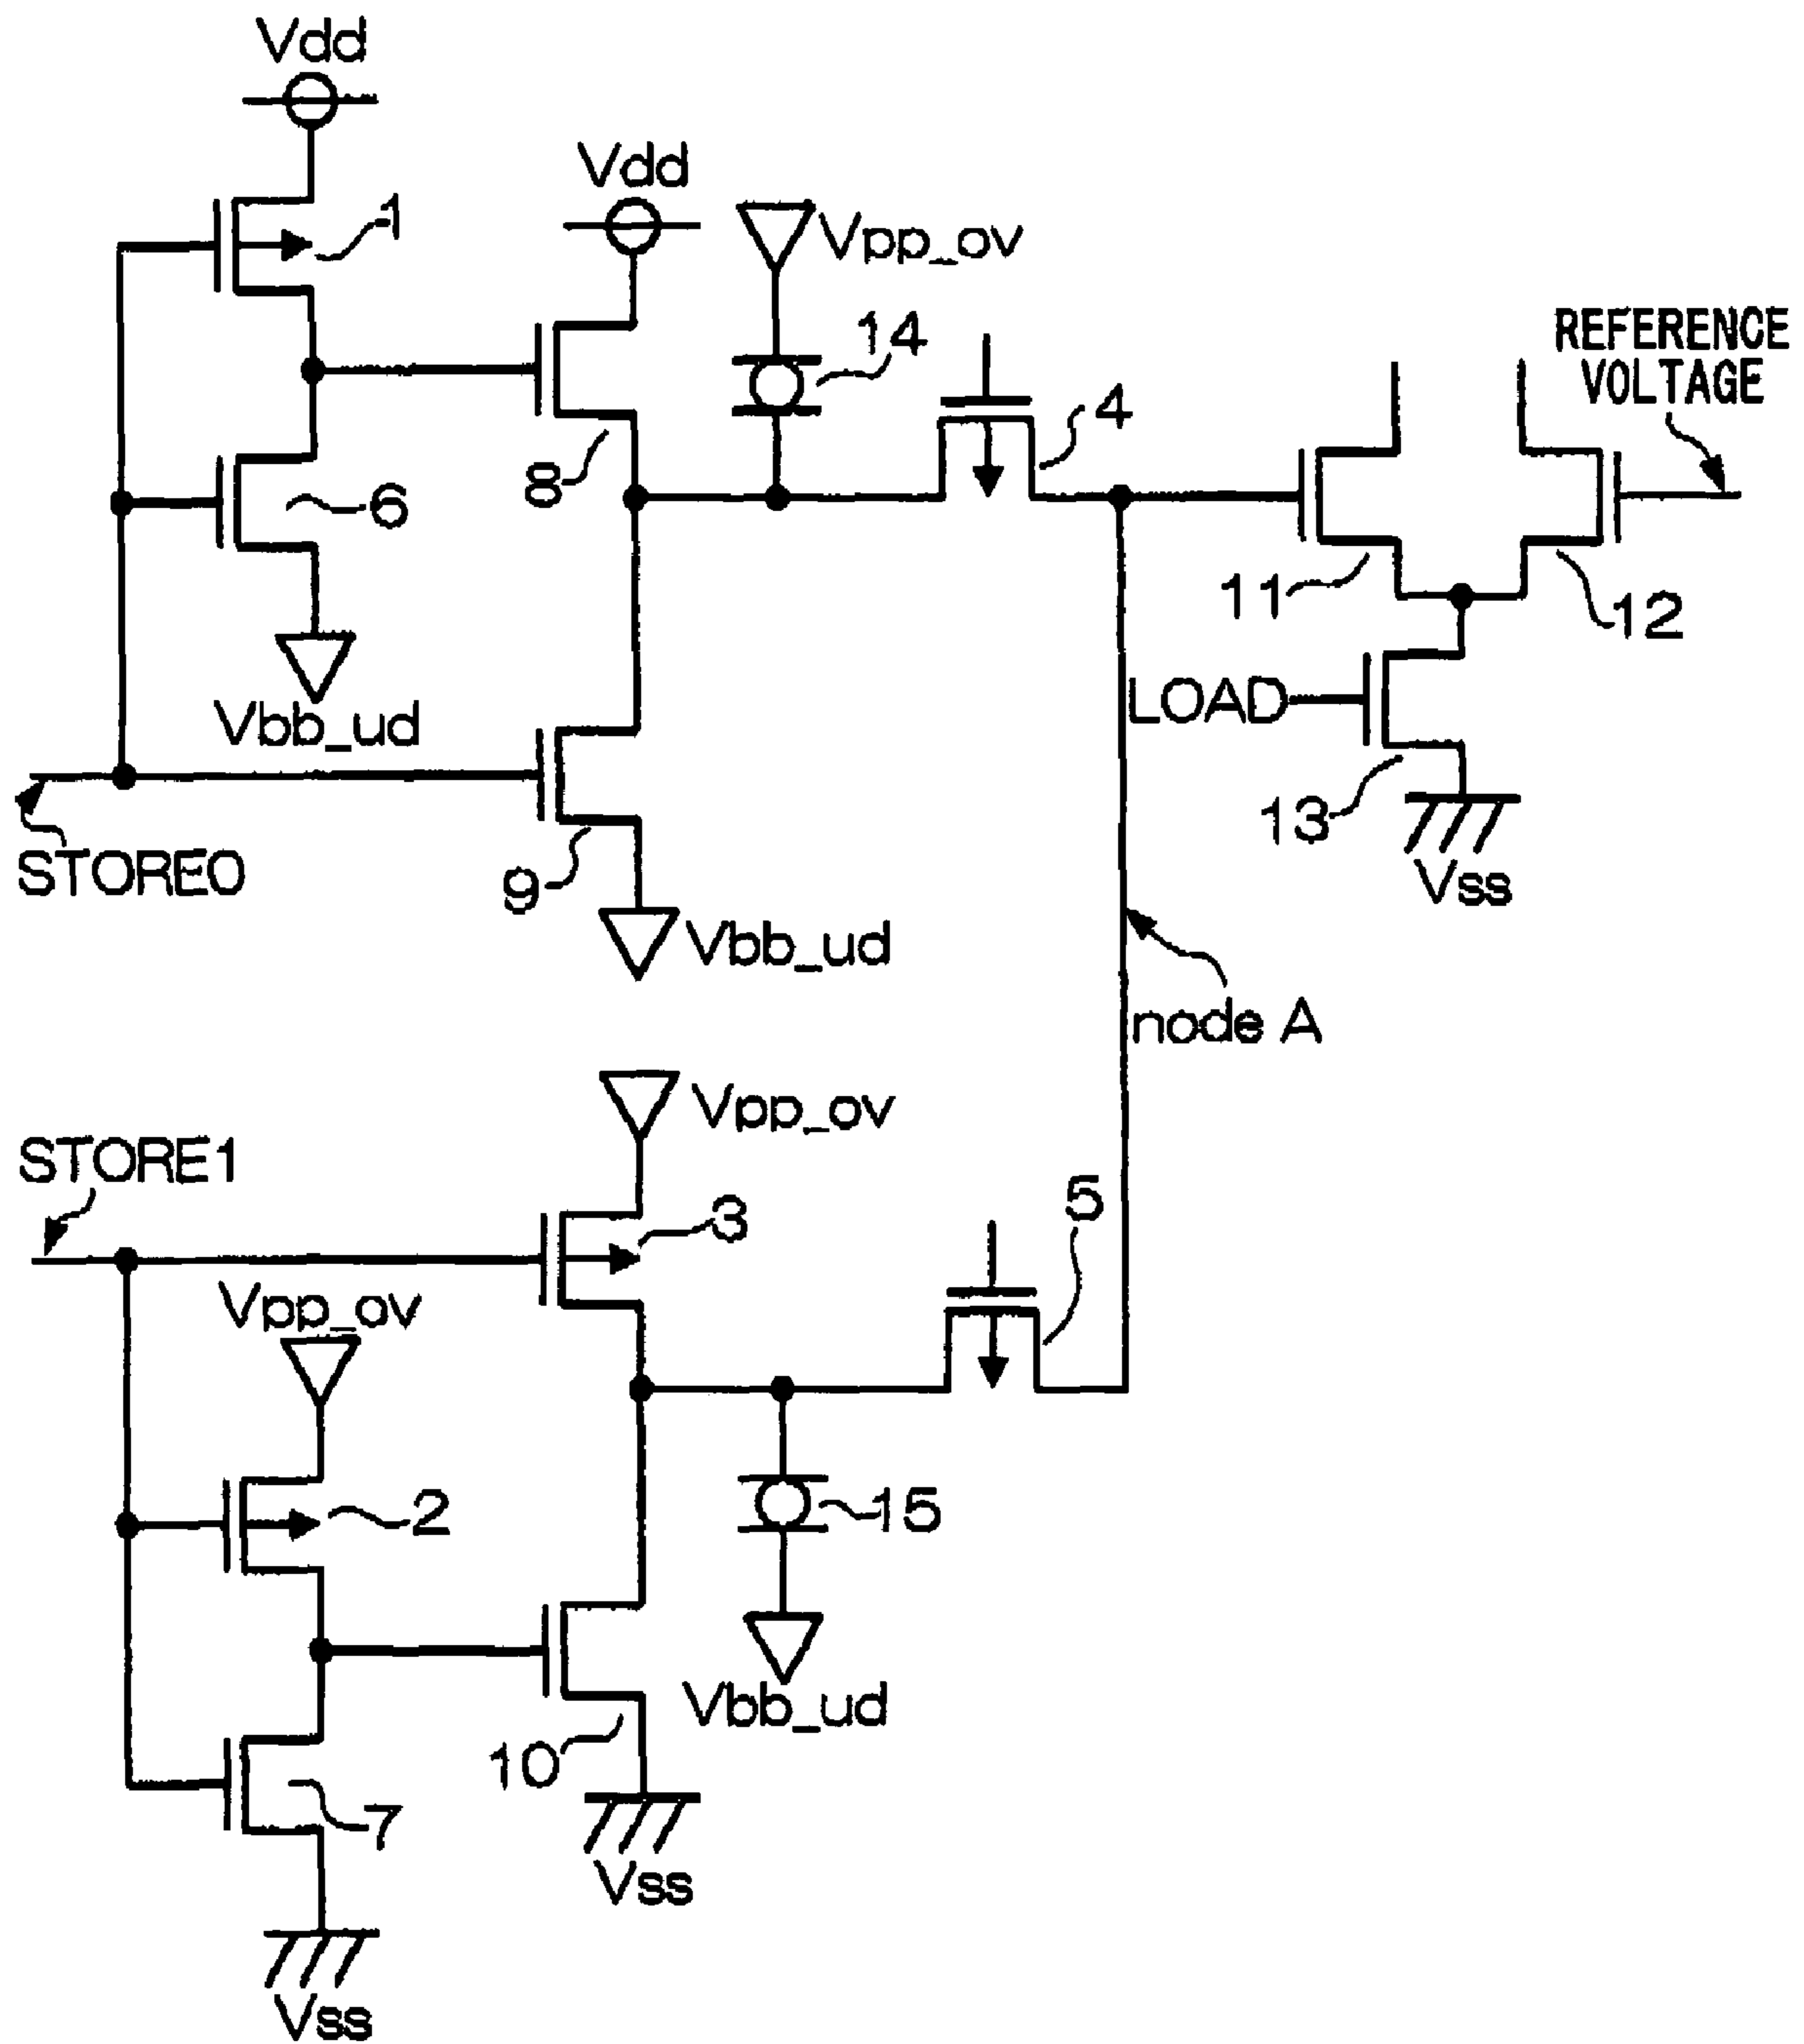 Vdd
1
Vdd
Vpp_ov
14
REFERENCE
VOLTAGE
4
8
6
11
12
Vbb_ud
LOAD
13
STORE0
9
Vss
Vbb_ud
node A
Vpp_ov
STORE1
3
5
Vpp_ov
2
15
Vbb_ud
10
7
Vss
Vss